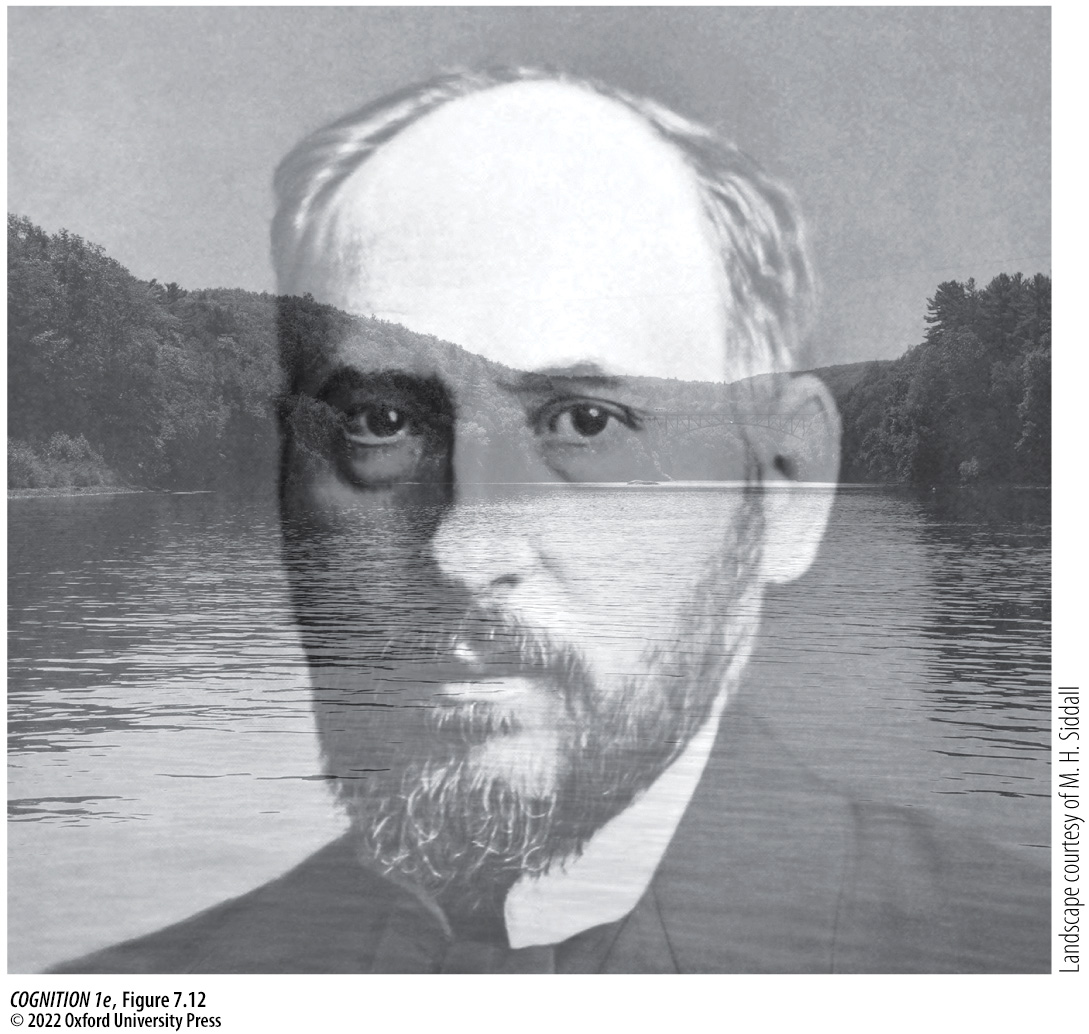 Landscape courtesy of M. H. Siddall
COGNITION 1e, Figure 7.12
© 2022 Oxford University Press